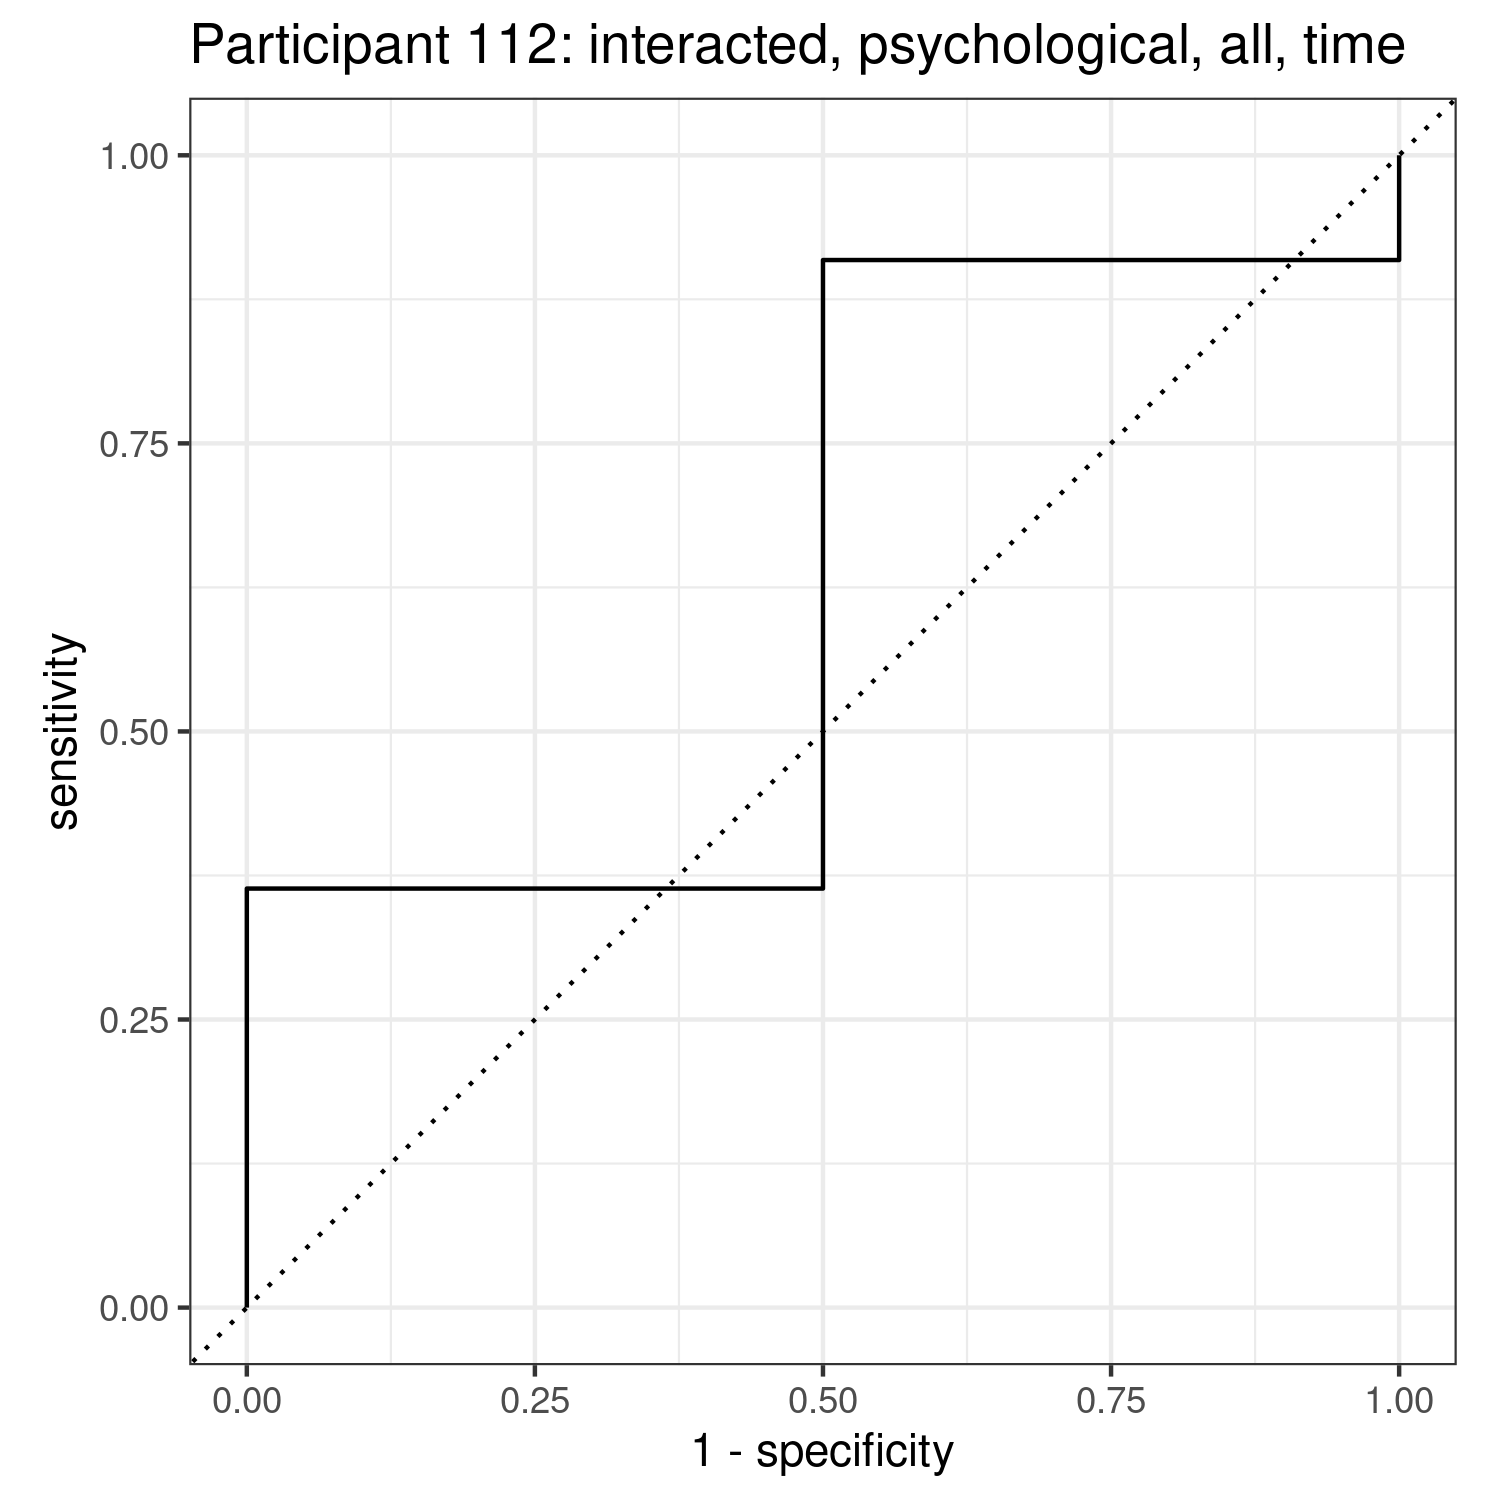 Participant 112: interacted, psychological, all, time
1.00
0.75
0.50
0.25
0.00
sensitivity
0.00 0.25 0.50 0.75 1.00
1 - specificity